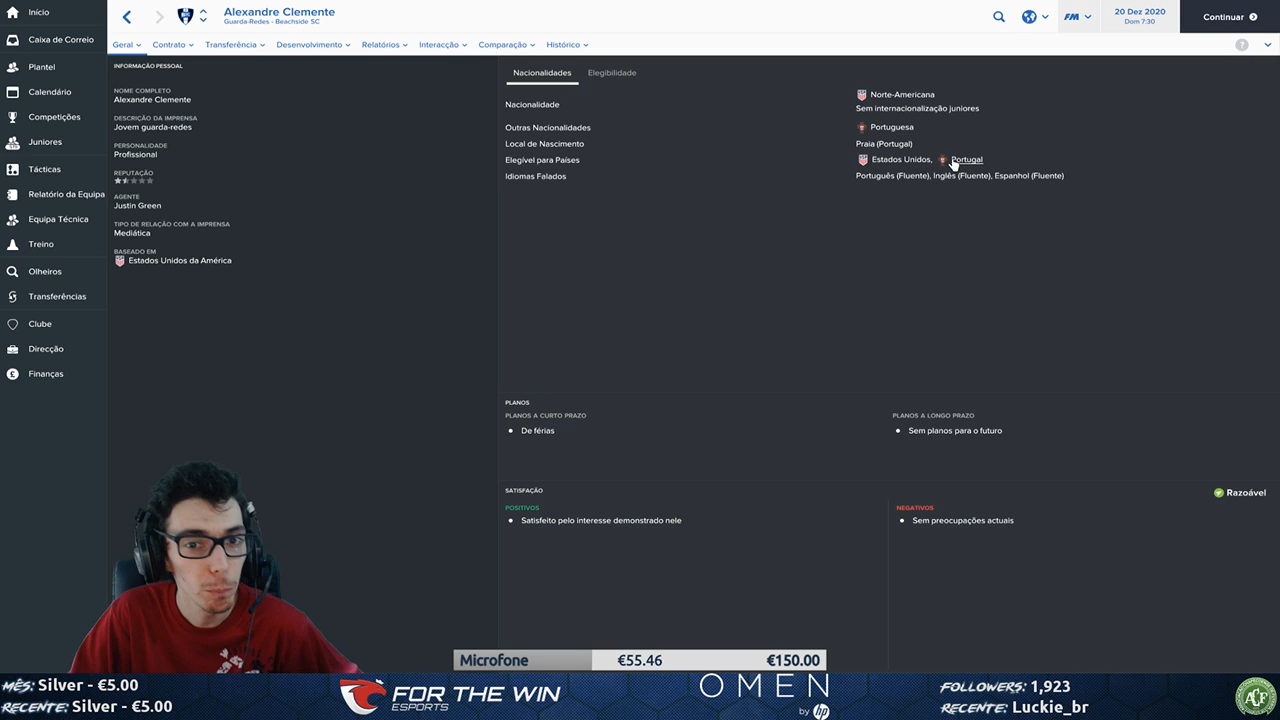 Início
Caixa de Correio
Plantel
Calendário
Competições
Juniores
Tácticas
Relatório da Equipa
Equipa Técnica
Treino
Olheiros
Transferências
Clube
Direcção
Finanças
Alexandre Clemente
Guarda-Redes - Beachside SC
FM
20 Dez 2020
Dom 7:30
Continuar
Geral
Contrato
Transferência
Desenvolvimento
Relatórios
Interacção
Comparação
Histórico
?
INFORMAÇÃO PESSOAL
NOME COMPLETO
Alexandre Clemente
DESCRIÇÃO DA IMPRENSA
Jovem guarda-redes
PERSONALIDADE
Profissional
REPUTAÇÃO
AGENTE
Justin Green
TIPO DE RELAÇÃO COM A IMPRENSA
Mediática
BASEADO EM
Estados Unidos da América
Nacionalidades Elegibilidade
Nacionalidade
Norte-Americana
Sem internacionalização juniores
Outras Nacionalidades
Portuguesa
Local de Nascimento
Praia (Portugal)
Elegível para Países
Estados Unidos, Portugal
Idiomas Falados
Português (Fluente), Inglês (Fluente), Espanhol (Fluente)
PLANOS
PLANOS A CURTO PRAZO
De férias
PLANOS A LONGO PRAZO
Sem planos para o futuro
SATISFAÇÃO
Razoável
POSITIVOS
Satisfeito pelo interesse demonstrado nele
NEGATIVOS
Sem preocupações actuais
Microfone €55.46 €150.00
MÊS: Silver - €5.00
RECENTE: Silver - €5.00
FOR THE WIN
ESPORTS
OMEN
by hp
FOLLOWERS: 1,923
RECENTE: Luckie_br